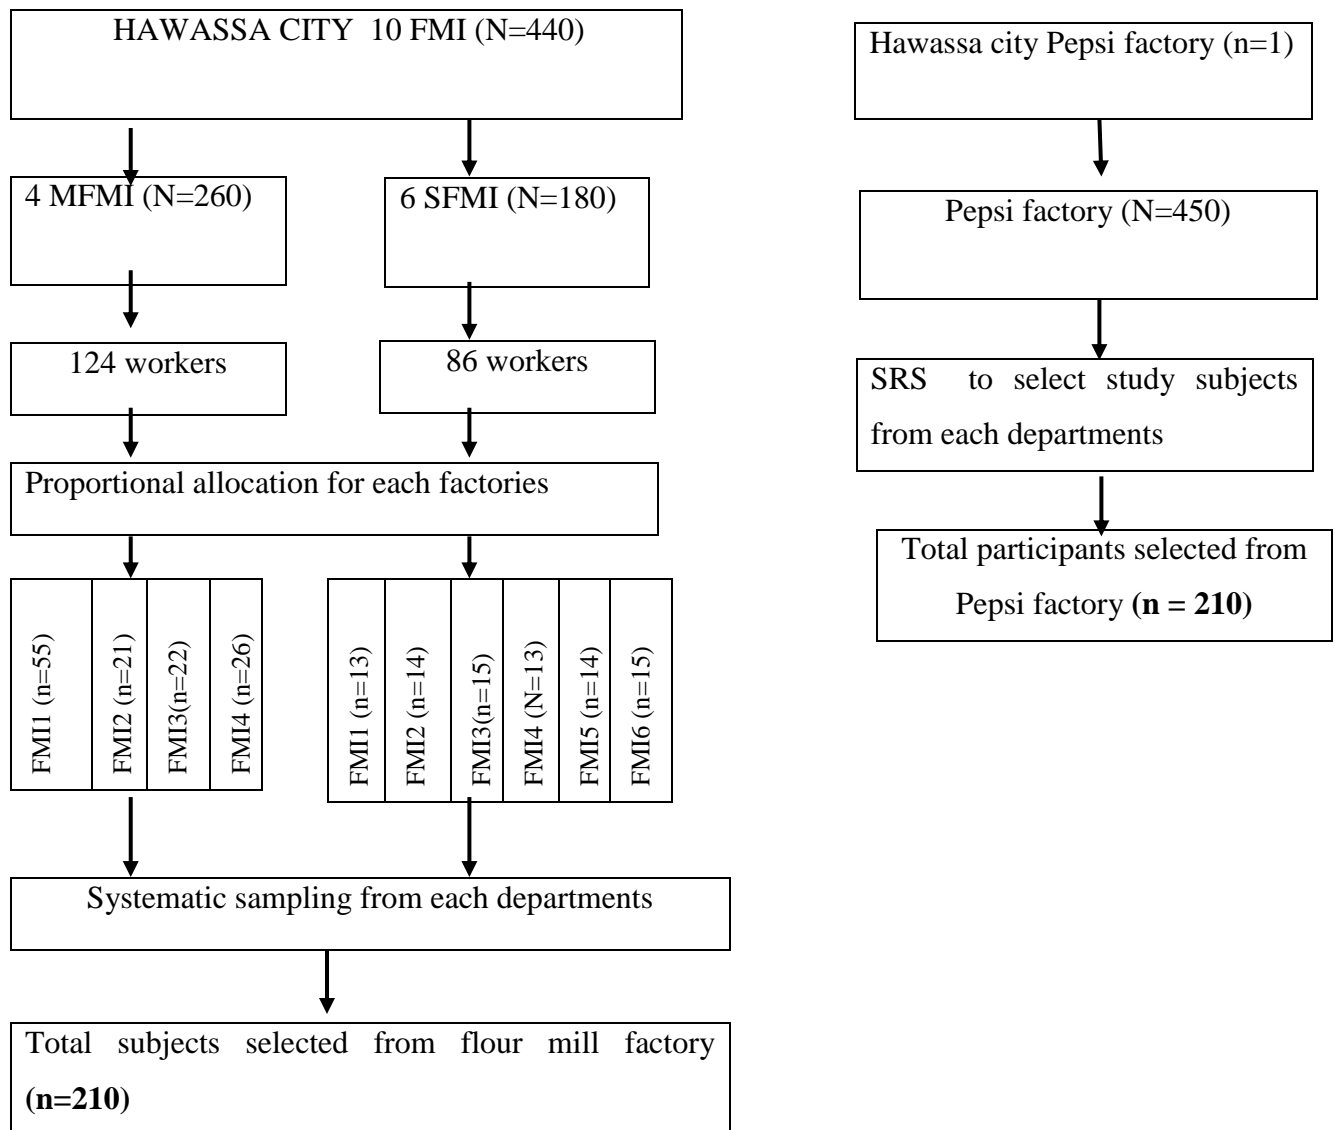 HAWASSA CITY 10 FMI (N=440)
4 MFMI (N=260)
6 SFMI (N=180)
124 workers
86 workers
Proportional allocation for each factories
FMI1 (n=55)
FMI2 (n=21)
FMI3(n=22)
FMI4 (n=26)
FMI1 (n=13)
FMI2 (n=14)
FMI3(n=15)
FMI4 (N=13)
FMI5 (n=14)
FMI6 (n=15)
Systematic sampling from each departments
Total subjects selected from flour mill factory
(n=210)
Hawassa city Pepsi factory (n=1)
Pepsi factory (N=450)
SRS to select study subjects
from each departments
Total participants selected from
Pepsi factory (n = 210)